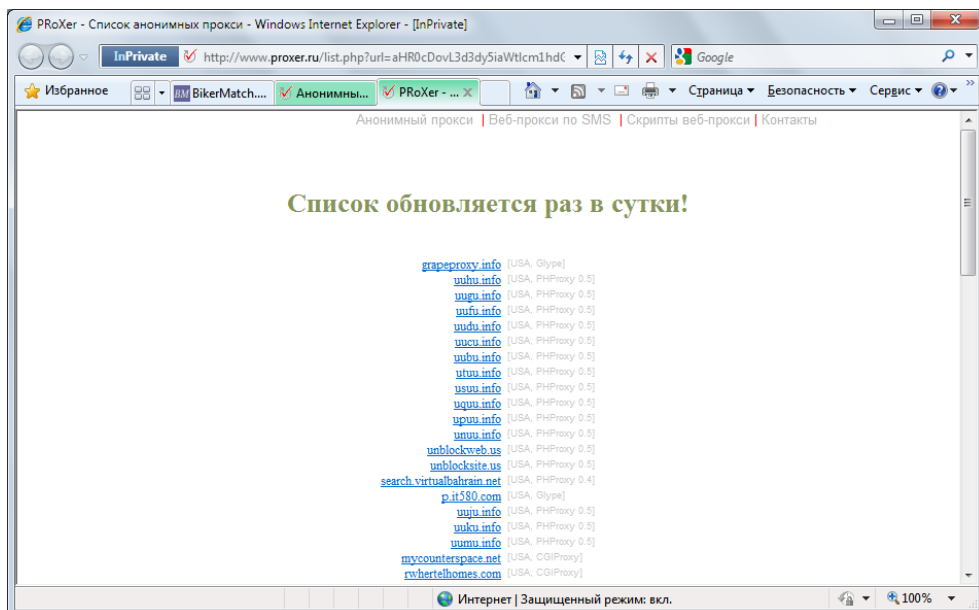 PRoXer - Список анонимных прокси - Windows Internet Explorer - [InPrivate]
InPrivate http://www.proxer.ru/list.php?url=aHR0cDovL3d3dy5iaWtlcm1hdC Google
Избранное BM BikerMatch.... Анонимны... PRoXer - ... Страница Безопасность Сервис
Анонимный прокси | Веб-прокси по SMS | Скрипты веб-прокси | Контакты
Список обновляется раз в сутки!
grapeproxy.info [USA, Glype]
uuhu.info [USA, PHProxy 0.5]
uugu.info [USA, PHProxy 0.5]
uufu.info [USA, PHProxy 0.5]
uudu.info [USA, PHProxy 0.5]
uucu.info [USA, PHProxy 0.5]
uubu.info [USA, PHProxy 0.5]
utuu.info [USA, PHProxy 0.5]
usuu.info [USA, PHProxy 0.5]
uquu.info [USA, PHProxy 0.5]
upuu.info [USA, PHProxy 0.5]
unuu.info [USA, PHProxy 0.5]
unblockweb.us [USA, PHProxy 0.5]
unblocksite.us [USA, PHProxy 0.5]
search.virtualbahrain.net [USA, PHProxy 0.4]
p.it580.com [USA, Glype]
uuju.info [USA, PHProxy 0.5]
uuku.info [USA, PHProxy 0.5]
uumu.info [USA, PHProxy 0.5]
mycounterspace.net [USA, CGIProxy]
rwhertelhomes.com [USA, CGIProxy]
Интернет | Защищенный режим: вкл. 100%